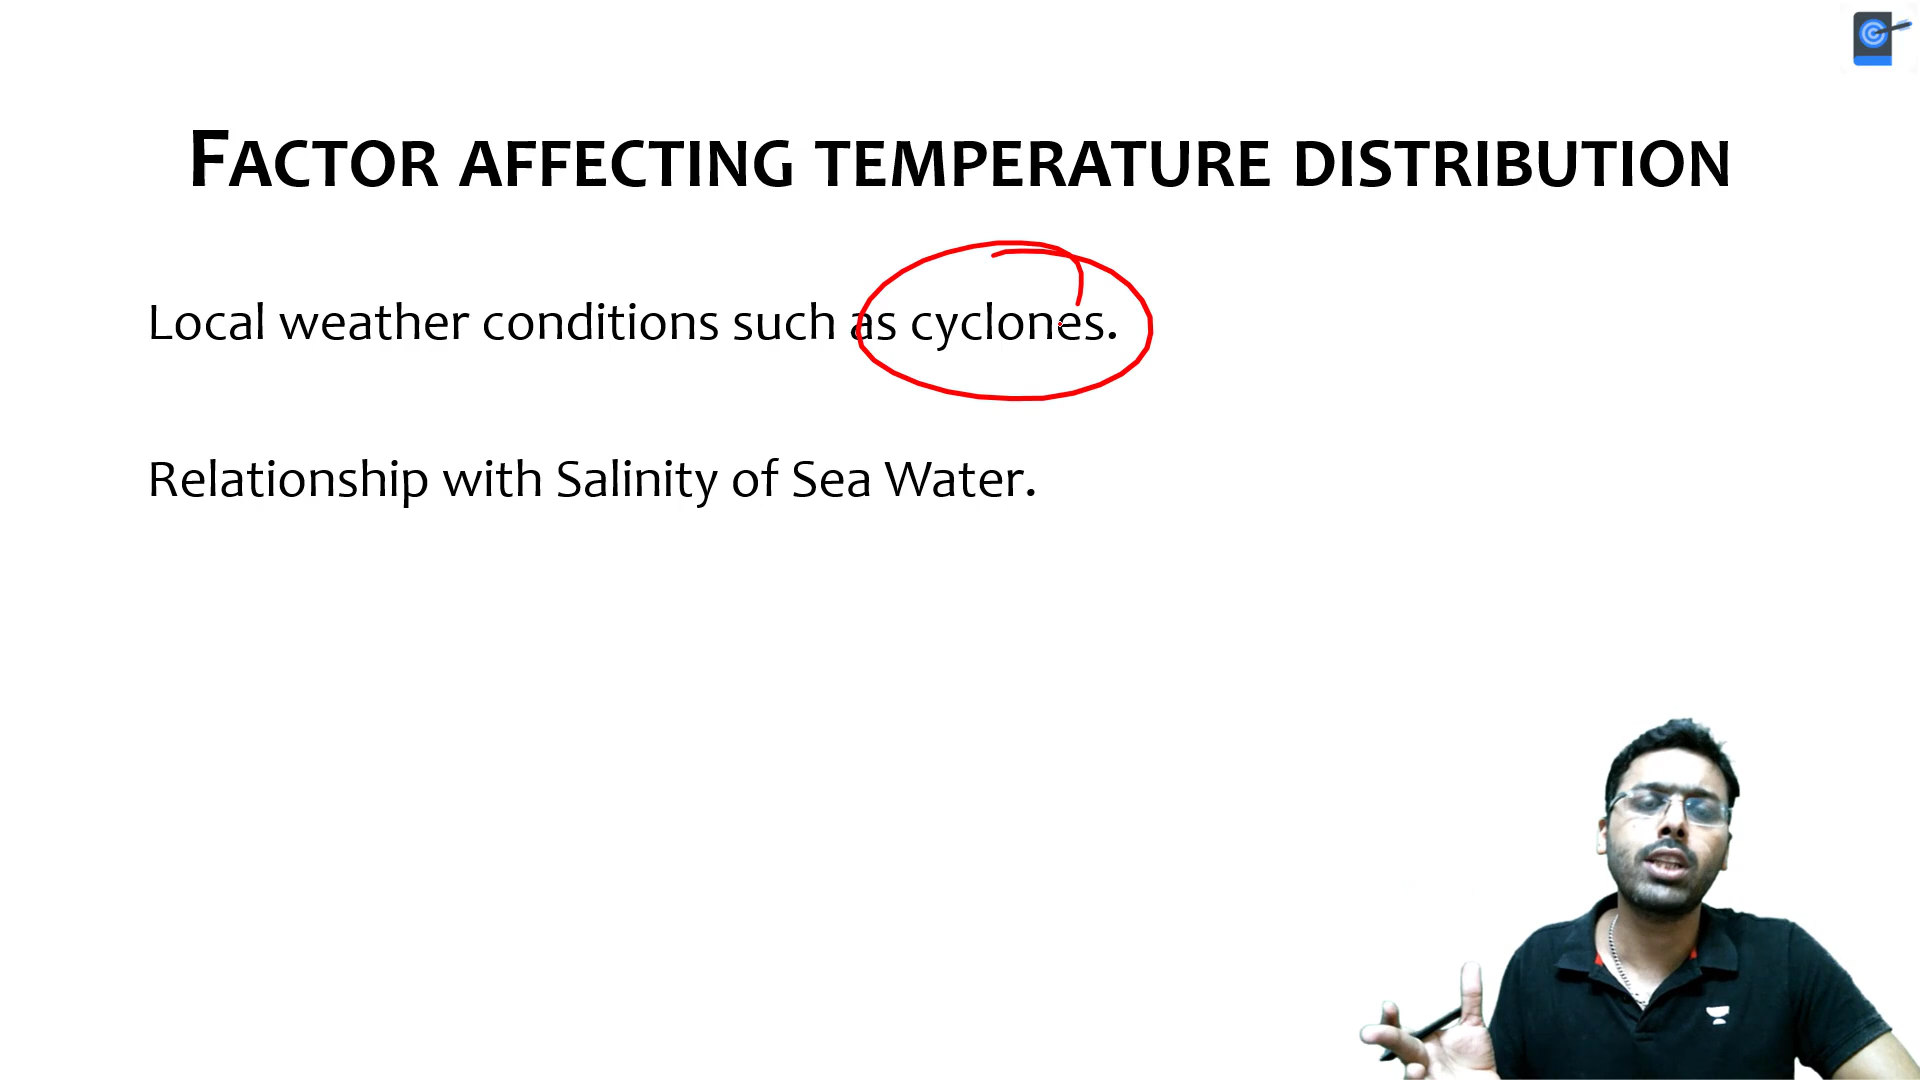 FACTOR AFFECTING TEMPERATURE DISTRIBUTION
Local weather conditions such as cyclones.
Relationship with Salinity of Sea Water.